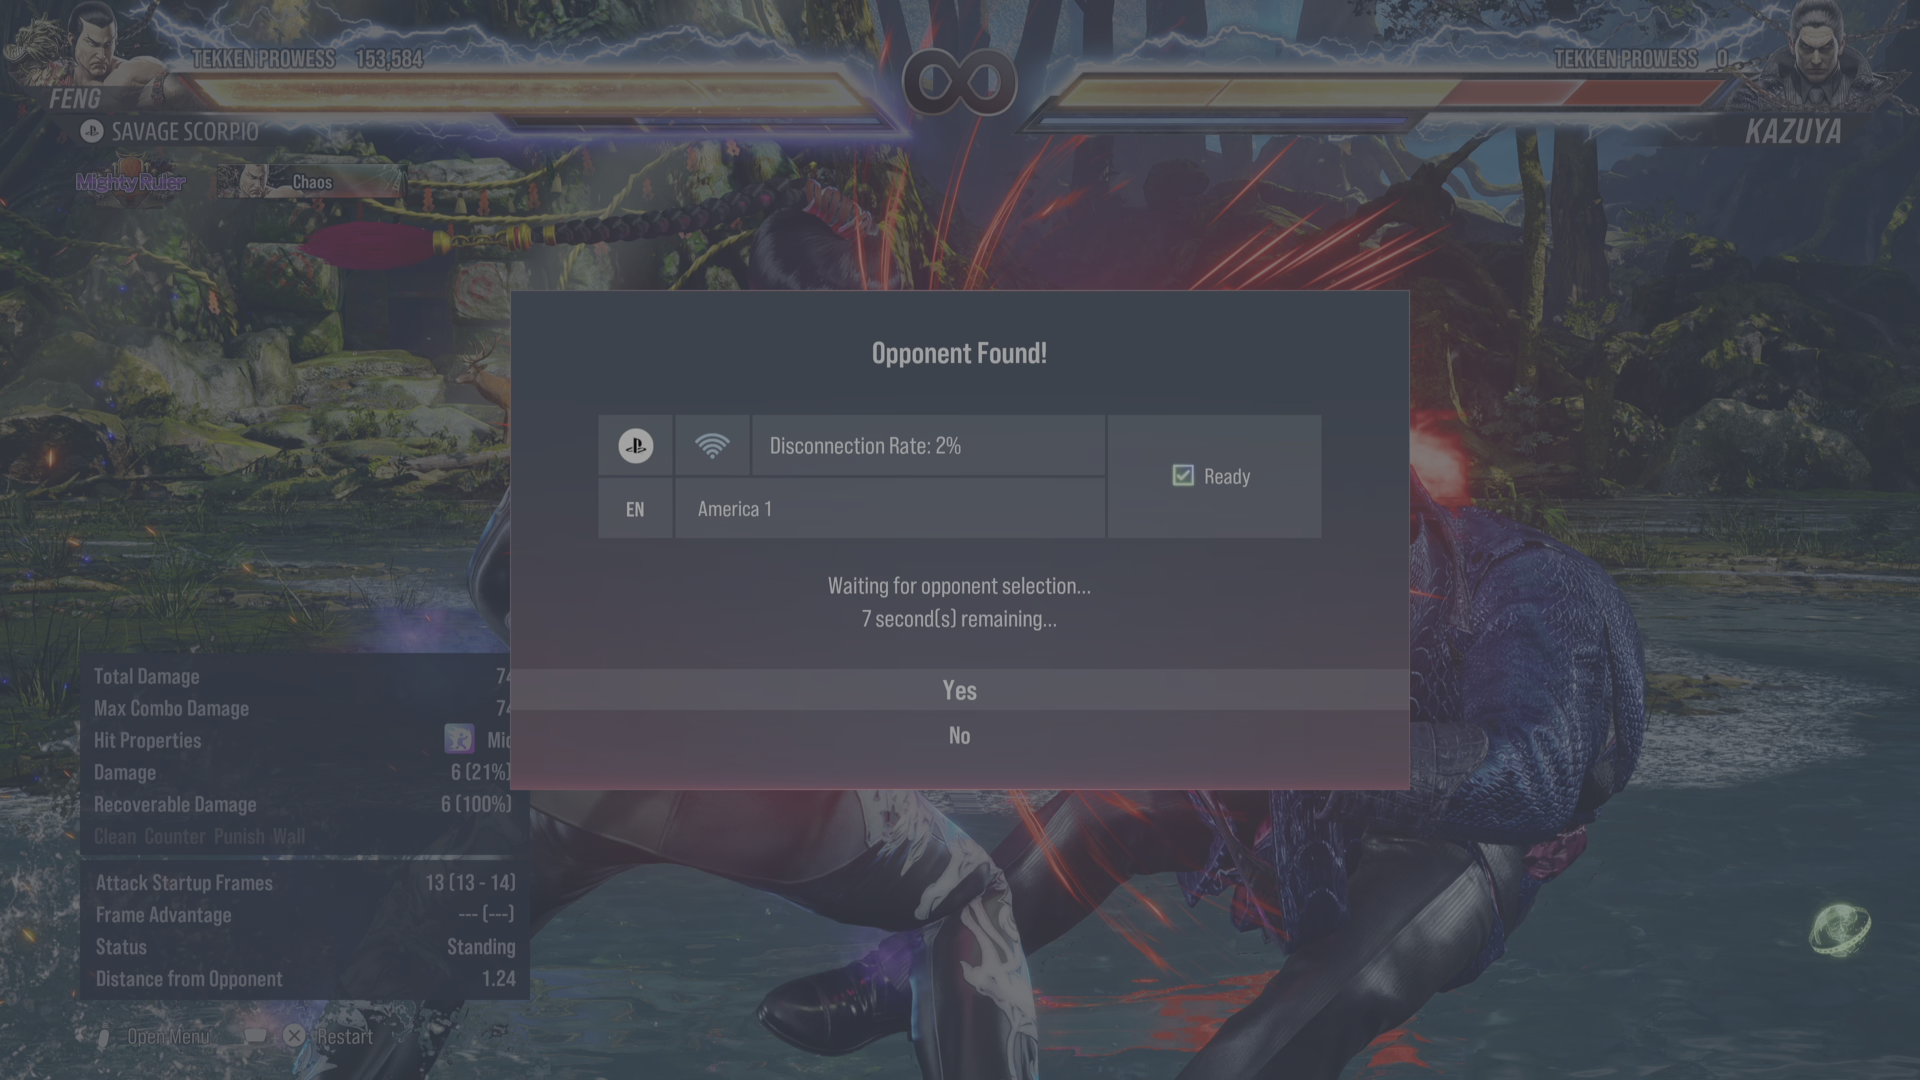 TEKKEN PROWESS 153,584
TEKKEN PROWESS 0
FENG
KAZUYA
SAVAGE SCORPIO
Mighty Ruler
Chaos
Opponent Found!
Disconnection Rate: 2%
EN
America 1
Ready
Waiting for opponent selection...
7 second(s) remaining...
Yes
No
Total Damage 74
Max Combo Damage 74
Hit Properties Mid
Damage 6 (21%)
Recoverable Damage 6 (100%)
Clean Counter Punish Wall
Attack Startup Frames 13 (13 - 14)
Frame Advantage --- (---)
Status Standing
Distance from Opponent 1.24
Open Menu
Restart